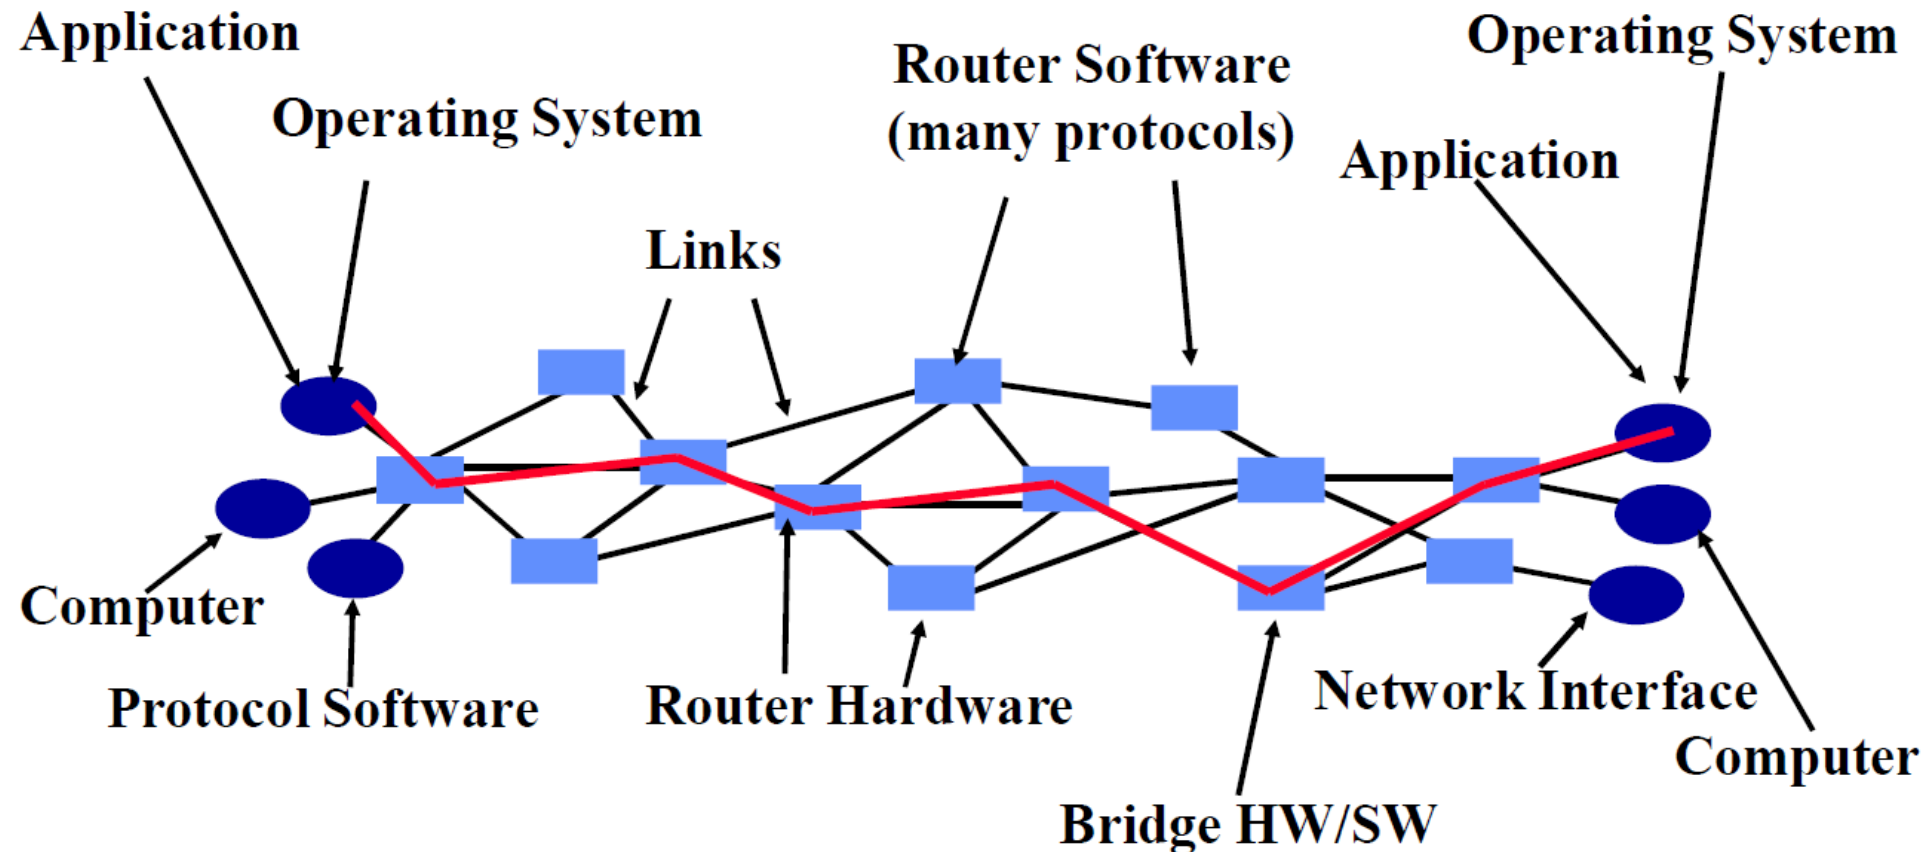 Application
Operating System
Operating System
Router Software
(many protocols)
Application
Links
Computer
Protocol Software
Router Hardware
Network Interface
Computer
Bridge HW/SW